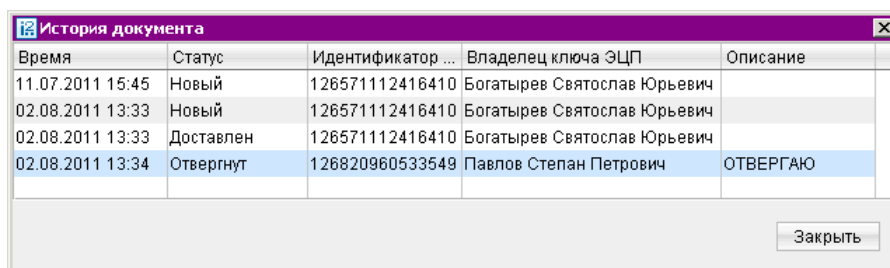 История документа
Время Статус Идентификатор ... Владелец ключа ЭЦП Описание
11.07.2011 15:45 Новый 126571112416410 Богатырев Святослав Юрьевич
02.08.2011 13:33 Новый 126571112416410 Богатырев Святослав Юрьевич
02.08.2011 13:33 Доставлен 126571112416410 Богатырев Святослав Юрьевич
02.08.2011 13:34 Отвергнут 126820960533549 Павлов Степан Петрович ОТВЕРГАЮ
Закрыть